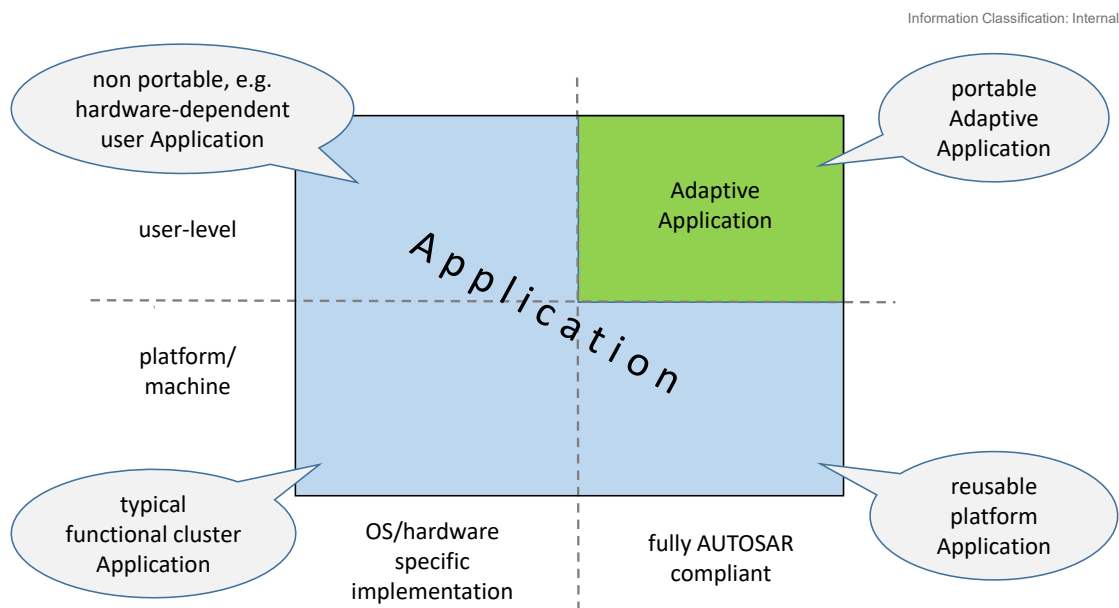 Information Classification: Internal
non portable, e.g.
hardware-dependent
user Application
portable
Adaptive
Application
Adaptive
Application
user-level
Application
platform/
machine
typical
functional cluster
Application
OS/hardware
specific
implementation
fully AUTOSAR
compliant
reusable
platform
Application